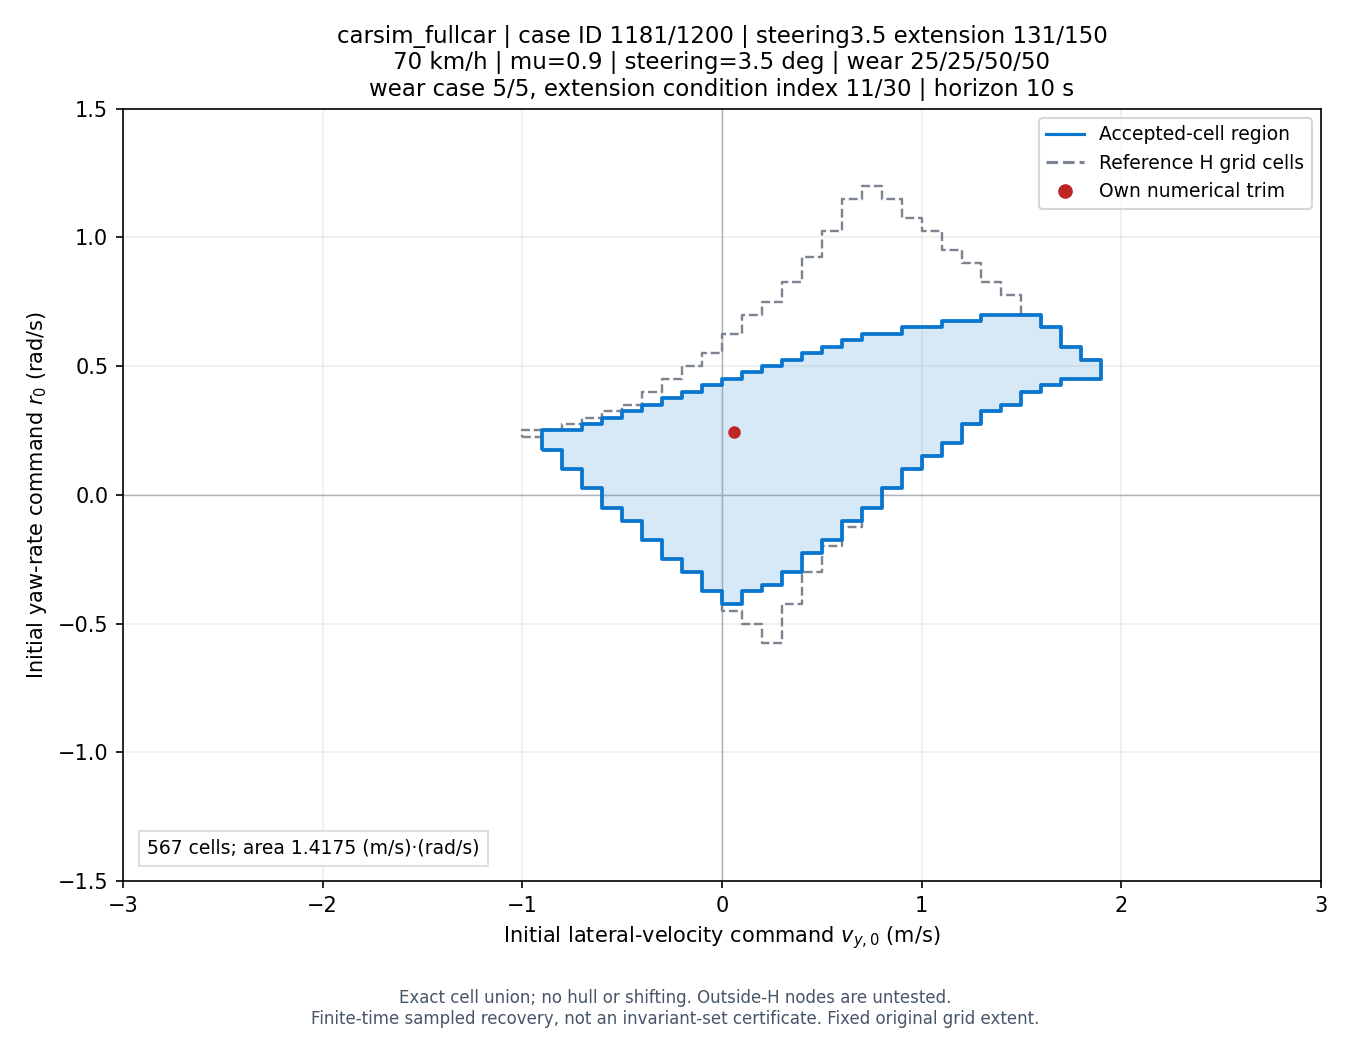 carsim_fullcar | case ID 1181/1200 | steering3.5 extension 131/150
70 km/h | mu=0.9 | steering=3.5 deg | wear 25/25/50/50
wear case 5/5, extension condition index 11/30 | horizon 10 s
Accepted-cell region
Reference H grid cells
Own numerical trim
1.5
1.0
0.5
0.0
−0.5
−1.0
−1.5
Initial yaw-rate command r0 (rad/s)
567 cells; area 1.4175 (m/s)·(rad/s)
−3
−2
−1
0
1
2
3
Initial lateral-velocity command vy,0 (m/s)
Exact cell union; no hull or shifting. Outside-H nodes are untested.
Finite-time sampled recovery, not an invariant-set certificate. Fixed original grid extent.